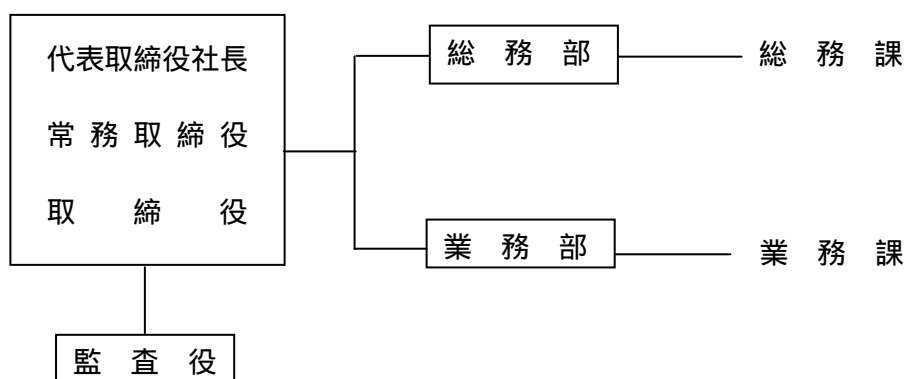 代表取締役社長
常務取締役
取締役
監査役
総務部
総務課
業務部
業務課